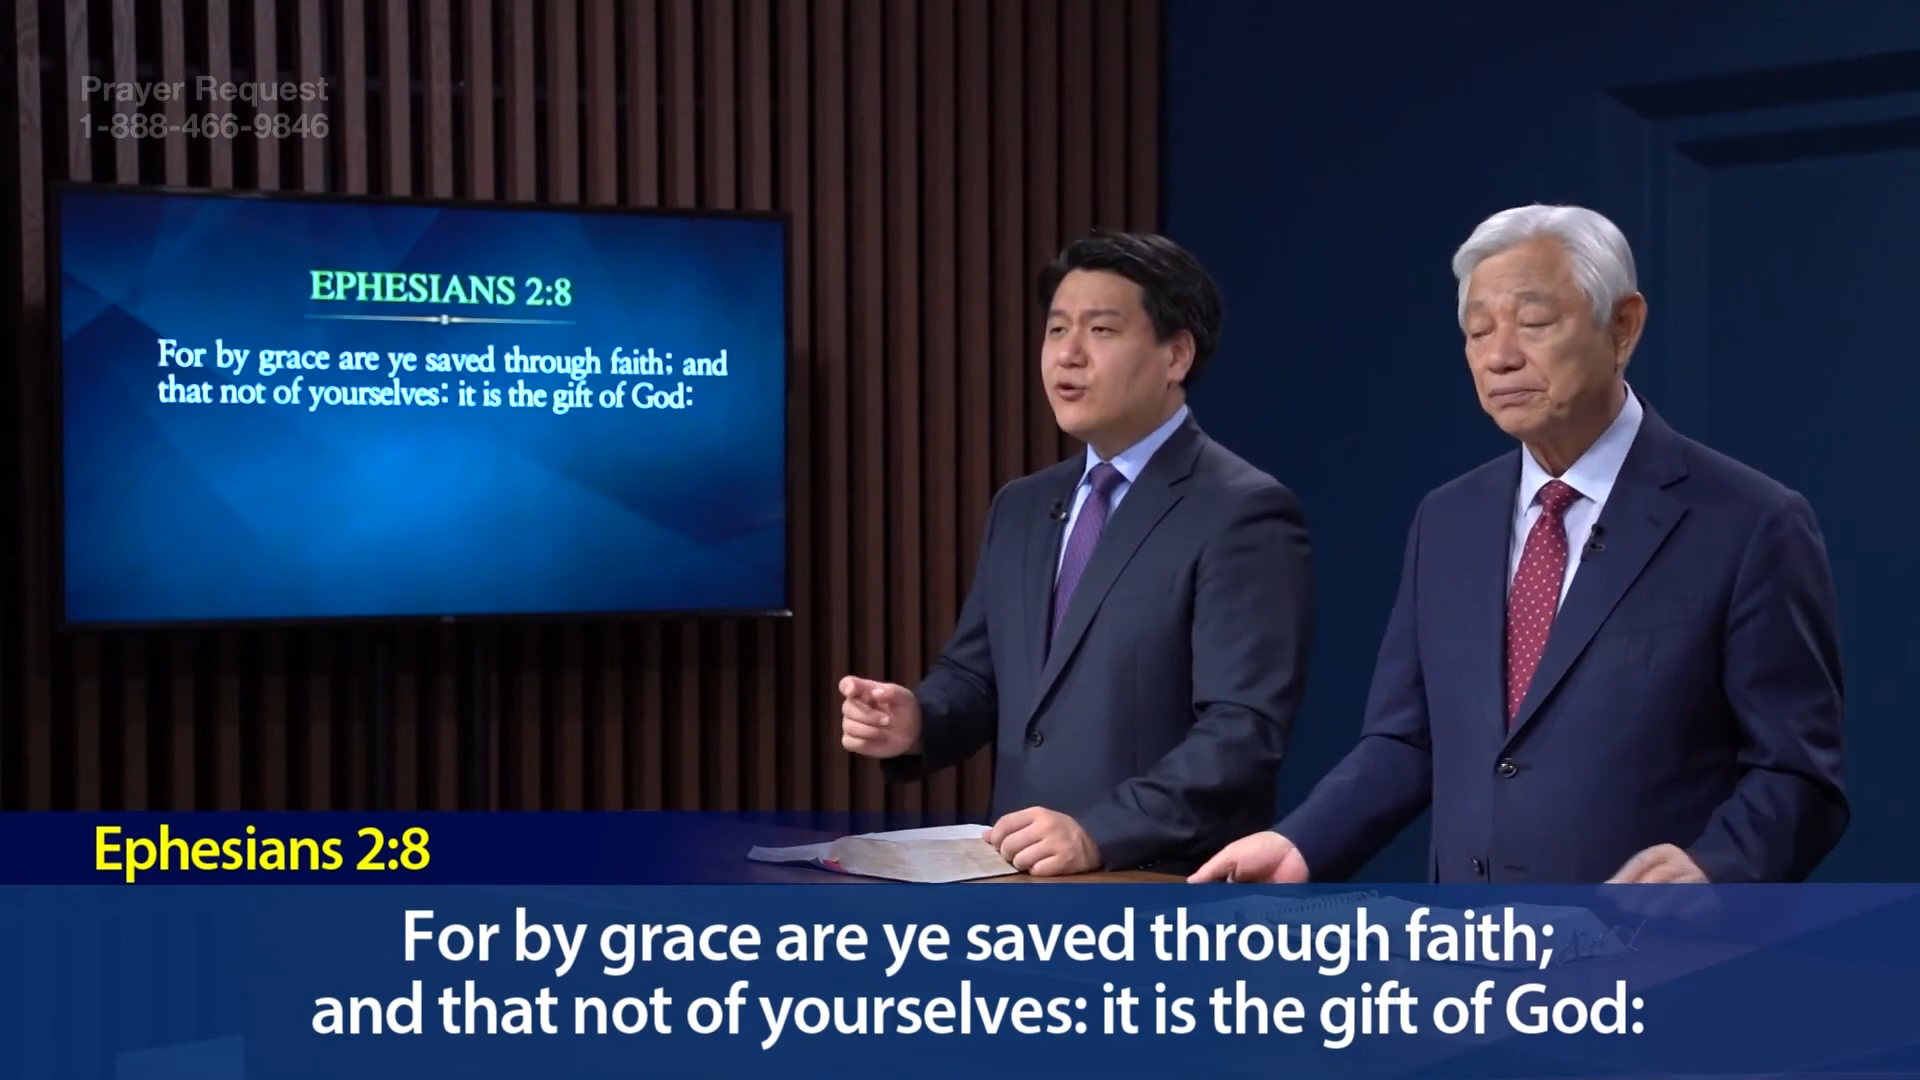 Prayer Request
1-888-466-9846
EPHESIANS 2:8
For by grace are ye saved through faith; and
that not of yourselves: it is the gift of God:
Ephesians 2:8
For by grace are ye saved through faith;
and that not of yourselves: it is the gift of God: